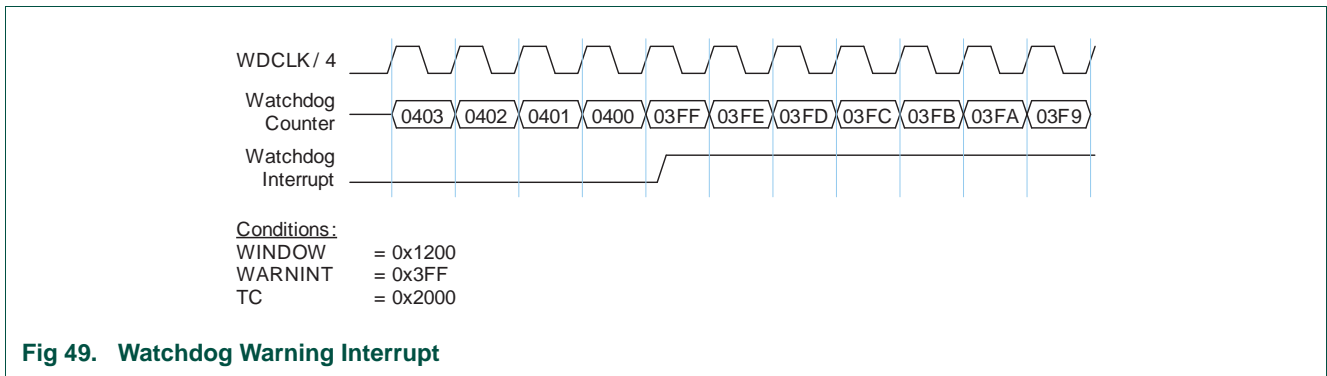 WDCLK / 4
Watchdog
Counter
0403 0402 0401 0400 03FF 03FE 03FD 03FC 03FB 03FA 03F9
Watchdog
Interrupt
Conditions:
WINDOW = 0x1200
WARNINT = 0x3FF
TC = 0x2000
Fig 49. Watchdog Warning Interrupt